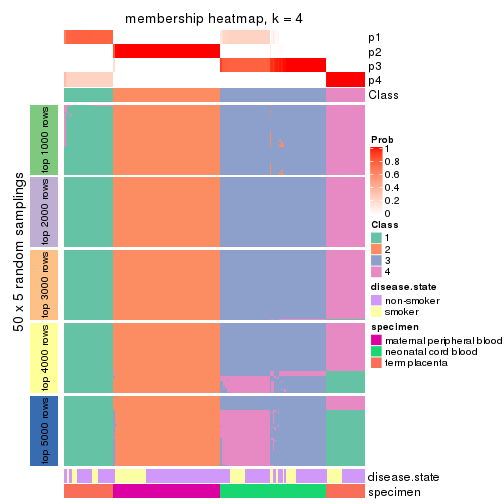 membership heatmap, k = 4
p1
p2
p3
p4
Class
50 x 5 random samplings
top 1000 rows
top 2000 rows
top 3000 rows
top 4000 rows
top 5000 rows
disease.state
specimen
Prob
1
0.8
0.6
0.4
0.2
0
Class
1
2
3
4
disease.state
non-smoker
smoker
specimen
maternal peripheral blood
neonatal cord blood
term placenta